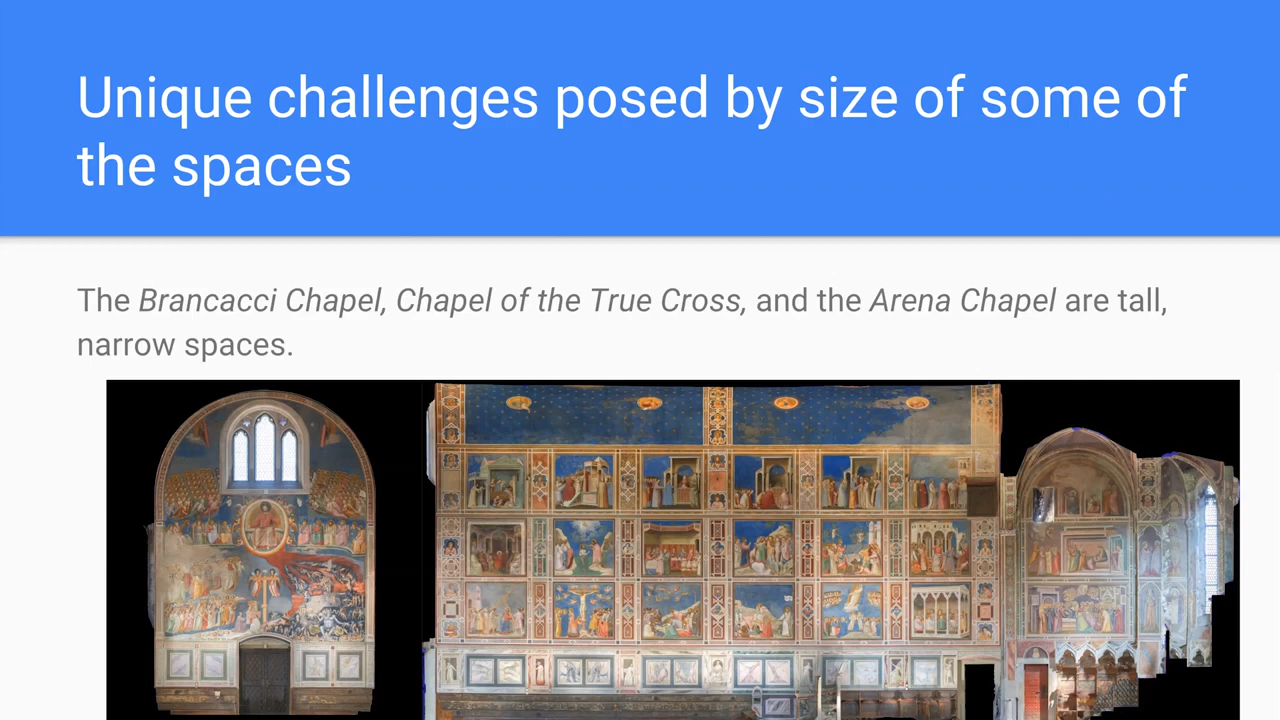 Unique challenges posed by size of some of
the spaces
The Brancacci Chapel, Chapel of the True Cross, and the Arena Chapel are tall,
narrow spaces.